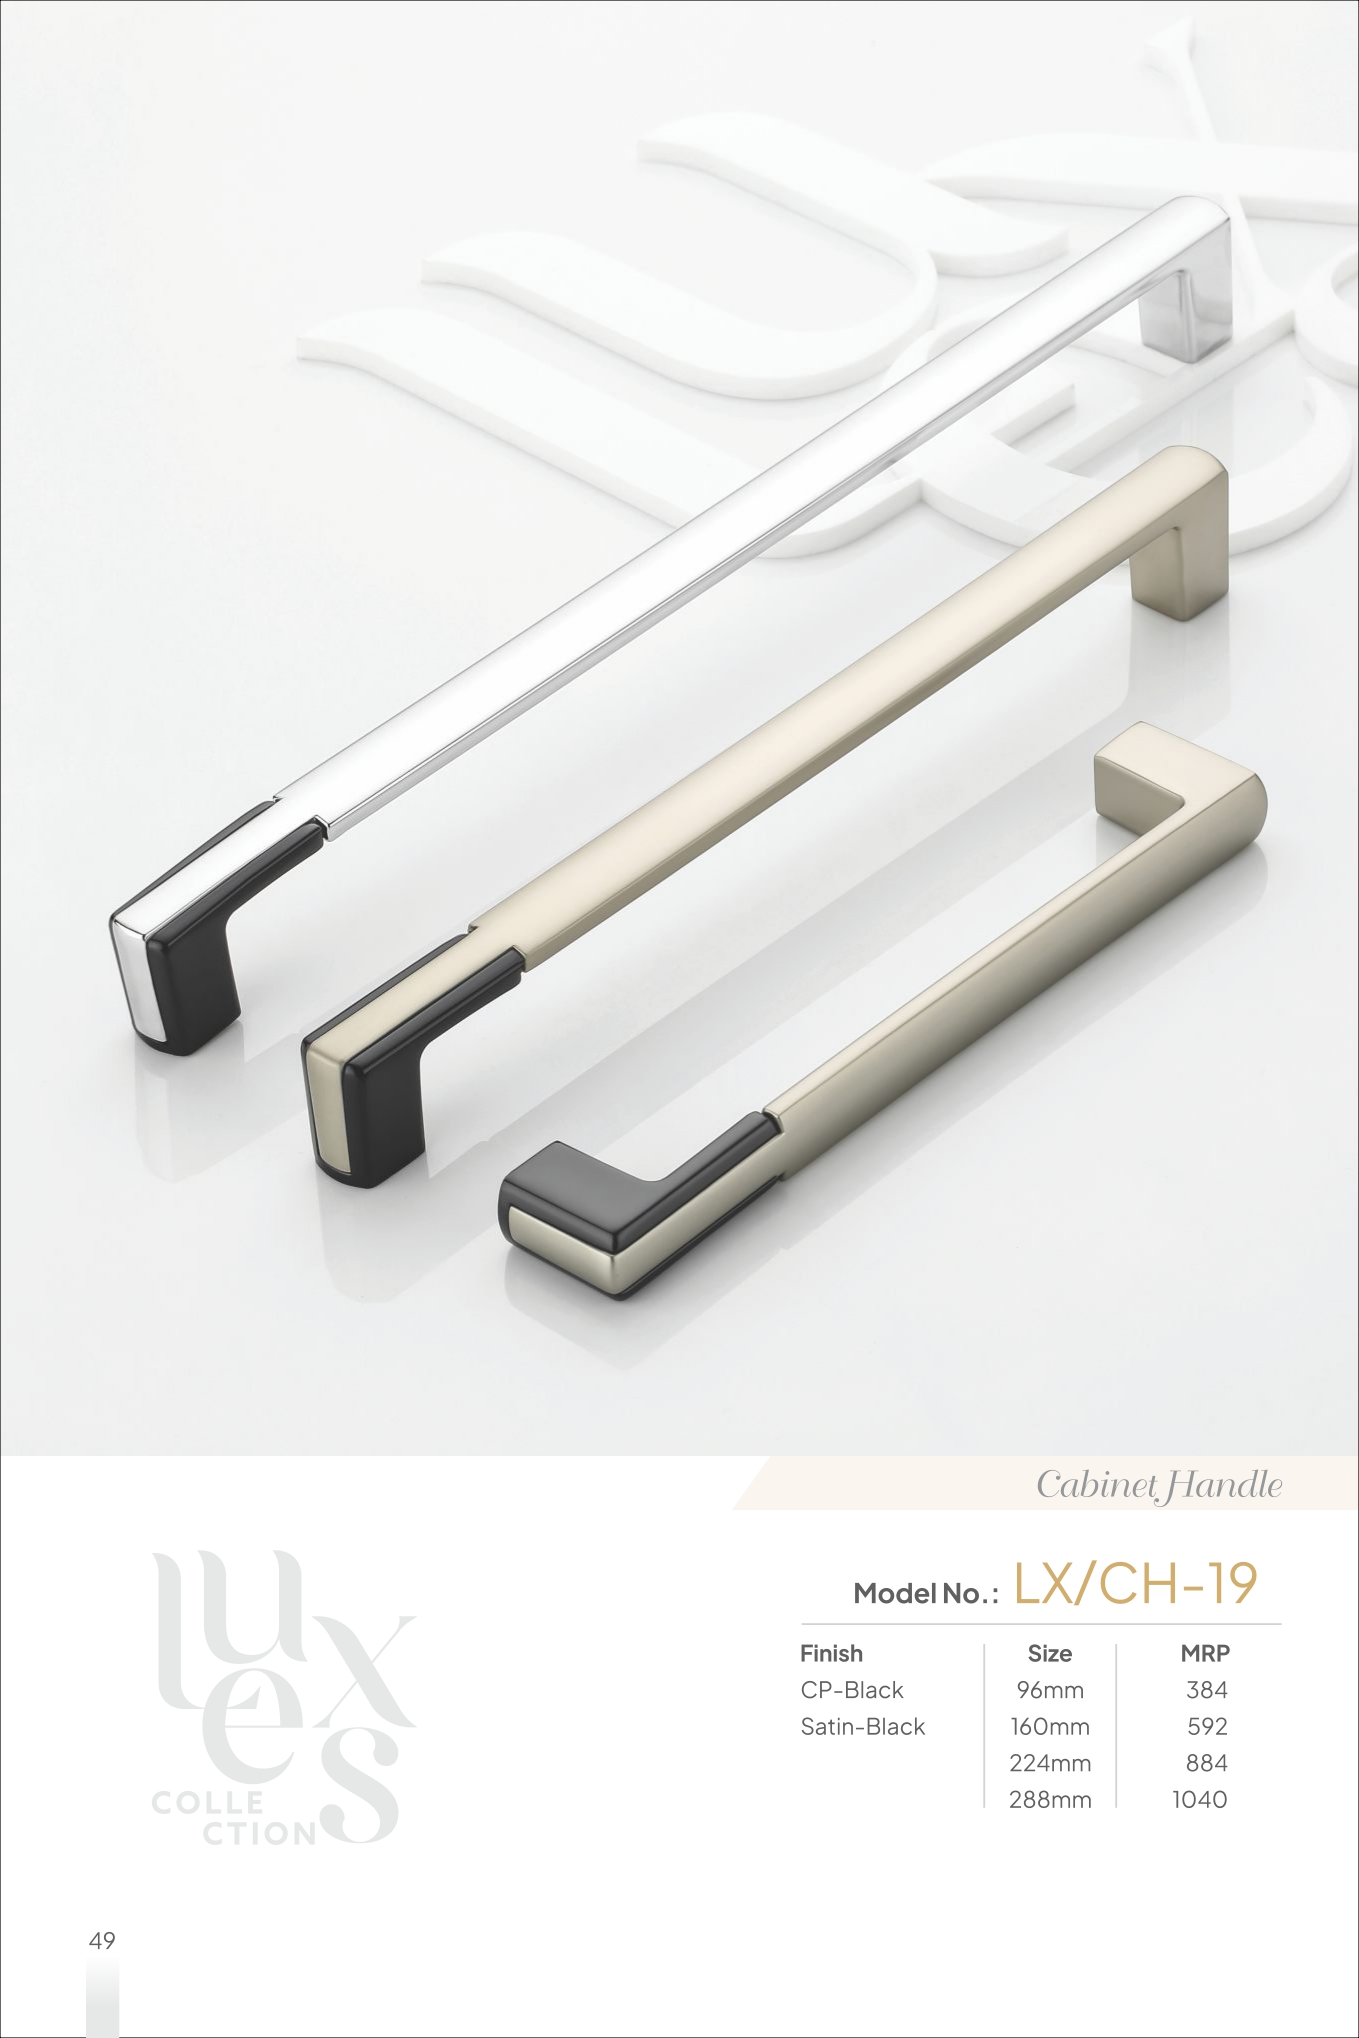 Cabinet Handle
luxes
COLLE
CTION
Model No.: LX/CH-19
Finish Size MRP
CP-Black 96mm 384
Satin-Black 160mm 592
224mm 884
288mm 1040
49